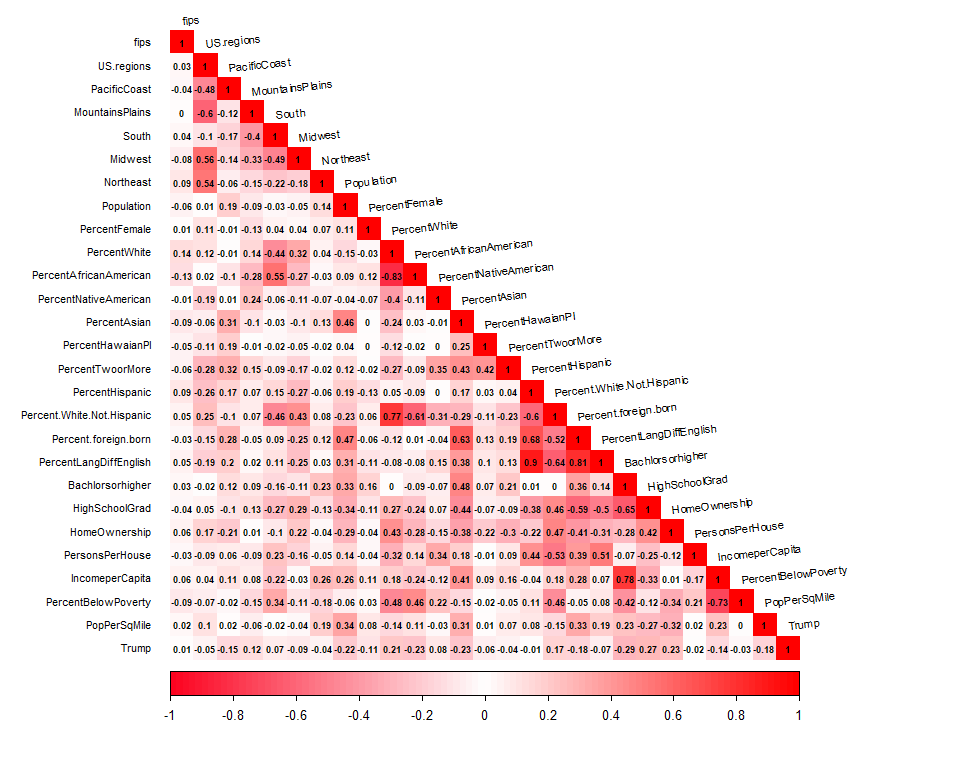 fips
fips 1 US.regions
US.regions 0.03 1 PacificCoast
PacificCoast -0.04 -0.48 1 MountainsPlains
MountainsPlains 0 -0.6 -0.12 1 South
South 0.04 -0.1 -0.17 -0.4 1 Midwest
Midwest -0.08 0.56 -0.14 -0.33 -0.49 1 Northeast
Northeast 0.09 0.54 -0.06 -0.15 -0.22 -0.18 1 Population
Population -0.06 0.01 0.19 -0.09 -0.03 -0.05 0.14 1 PercentFemale
PercentFemale 0.01 0.11 -0.01 -0.13 0.04 0.04 0.07 0.11 1 PercentWhite
PercentWhite 0.14 0.12 -0.01 0.14 -0.44 0.32 0.04 -0.15 -0.03 1 PercentAfricanAmerican
PercentAfricanAmerican -0.13 0.02 -0.1 -0.28 0.55 -0.27 -0.03 0.09 0.12 -0.83 1 PercentNativeAmerican
PercentNativeAmerican -0.01 -0.19 0.01 0.24 -0.06 -0.11 -0.07 -0.04 -0.07 -0.4 -0.11 1 PercentAsian
PercentAsian -0.09 -0.06 0.31 -0.1 -0.03 -0.1 0.13 0.46 0 -0.24 0.03 -0.01 1 PercentHawaianPI
PercentHawaianPI -0.05 -0.11 0.19 -0.01 -0.02 -0.05 -0.02 0.04 0 -0.12 -0.02 0 0.25 1 PercentTwoorMore
PercentTwoorMore -0.06 -0.28 0.32 0.15 -0.09 -0.17 -0.02 0.12 -0.02 -0.27 -0.09 0.35 0.43 0.42 1 PercentHispanic
PercentHispanic 0.09 -0.26 0.17 0.07 0.15 -0.27 -0.06 0.19 -0.13 0.05 -0.09 0 0.17 0.03 0.04 1 Percent.White.Not.Hispanic
Percent.White.Not.Hispanic 0.05 0.25 -0.1 0.07 -0.46 0.43 0.08 -0.23 0.06 0.77 -0.61 -0.31 -0.29 -0.11 -0.23 -0.6 1 Percent.foreign.born
Percent.foreign.born -0.03 -0.15 0.28 -0.05 0.09 -0.25 0.12 0.47 -0.06 -0.12 0.01 -0.04 0.63 0.13 0.19 0.68 -0.52 1 PercentLangDiffEnglish
PercentLangDiffEnglish 0.05 -0.19 0.2 0.02 0.11 -0.25 0.03 0.31 -0.11 -0.08 -0.08 0.15 0.38 0.1 0.13 0.9 -0.64 0.81 1 Bachlorsorhigher
Bachlorsorhigher 0.03 -0.02 0.12 0.09 -0.16 -0.11 0.23 0.33 0.16 0 -0.09 -0.07 0.48 0.07 0.21 0.01 0 0.36 0.14 1 HighSchoolGrad
HighSchoolGrad -0.04 0.05 -0.1 0.13 -0.27 0.29 -0.13 -0.34 -0.11 0.27 -0.24 0.07 -0.44 -0.07 -0.09 -0.38 0.46 -0.59 -0.5 -0.65 1 HomeOwnership
HomeOwnership 0.06 0.17 -0.21 0.01 -0.1 0.22 -0.04 -0.29 -0.04 0.43 -0.28 -0.15 -0.38 -0.22 -0.3 -0.22 0.47 -0.41 -0.31 -0.28 0.42 1 PersonsPerHouse
PersonsPerHouse -0.03 -0.09 0.06 -0.09 0.23 -0.16 -0.05 0.14 -0.04 -0.32 0.14 0.34 0.18 -0.01 0.09 0.44 -0.53 0.39 0.51 -0.07 -0.25 -0.12 1 IncomeperCapita
IncomeperCapita 0.06 0.04 0.11 0.08 -0.22 -0.03 0.26 0.26 0.11 0.18 -0.24 -0.12 0.41 0.09 0.16 -0.04 0.18 0.28 0.07 0.78 -0.33 0.01 -0.17 1 PercentBelowPoverty
PercentBelowPoverty -0.09 -0.07 -0.02 -0.15 0.34 -0.11 -0.18 -0.06 0.03 -0.48 0.46 0.22 -0.15 -0.02 -0.05 0.11 -0.46 -0.05 0.08 -0.42 -0.12 -0.34 0.21 -0.73 1 PopPerSqMile
PopPerSqMile 0.02 0.1 0.02 -0.06 -0.02 -0.04 0.19 0.34 0.08 -0.14 0.11 -0.03 0.31 0.01 0.07 0.08 -0.15 0.33 0.19 0.23 -0.27 -0.32 0.02 0.23 0 1 Trump
Trump 0.01 -0.05 -0.15 0.12 0.07 -0.09 -0.04 -0.22 -0.11 0.21 -0.23 0.08 -0.23 -0.06 -0.04 -0.01 0.17 -0.18 -0.07 -0.29 0.27 0.23 -0.02 -0.14 -0.03 -0.18 1
-1 -0.8 -0.6 -0.4 -0.2 0 0.2 0.4 0.6 0.8 1